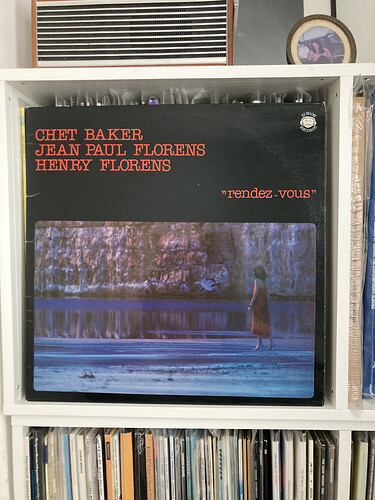 CHET BAKER
JEAN PAUL FLORENS
HENRY FLORENS
"rendez-vous"